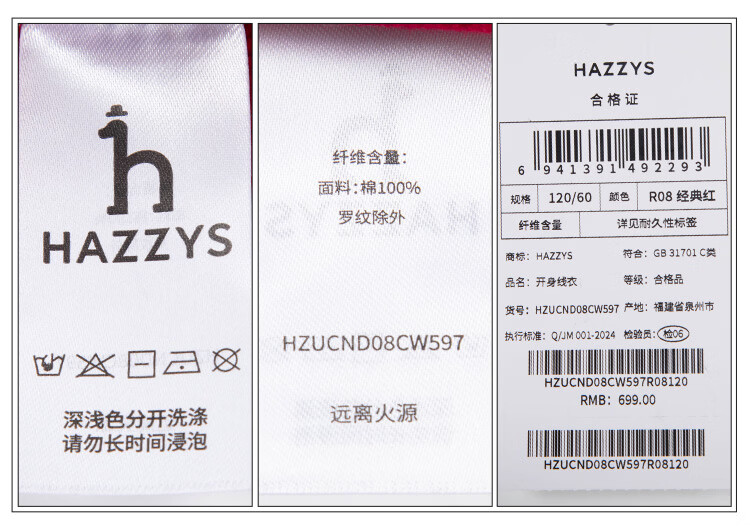 HAZZYS
深浅色分开洗涤
请勿长时间浸泡
纤维含量：
面料：棉100%
罗纹除外
HZUCND08CW597
远离火源
HAZZYS
合格证
6 941391 492293
规格 120/60 颜色 R08 经典红
纤维含量 详见耐久性标签
商标：HAZZYS 符合：GB 31701 C类
品名：开身线衣 等级：合格品
货号：HZUCND08CW597 产地：福建省泉州市
执行标准：Q/JM 001-2024 检验员：检06
HZUCND08CW597R08120
RMB：699.00
HZUCND08CW597R08120